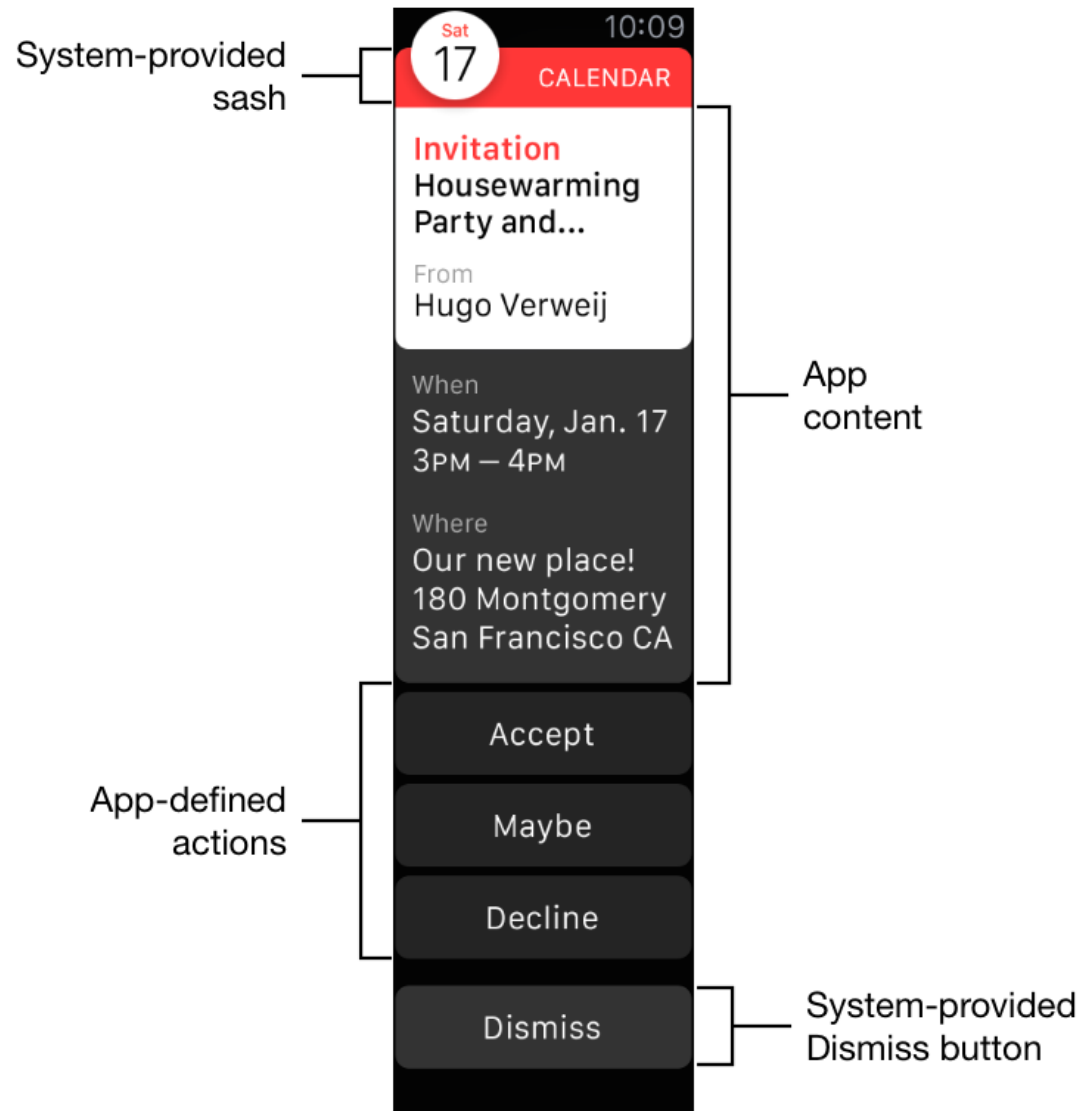 System-provided
sash
Sat
17
10:09
CALENDAR
Invitation
Housewarming
Party and...
From
Hugo Verweij
When
Saturday, Jan. 17
3PM – 4PM
Where
Our new place!
180 Montgomery
San Francisco CA
App
content
App-defined
actions
Accept
Maybe
Decline
Dismiss
System-provided
Dismiss button